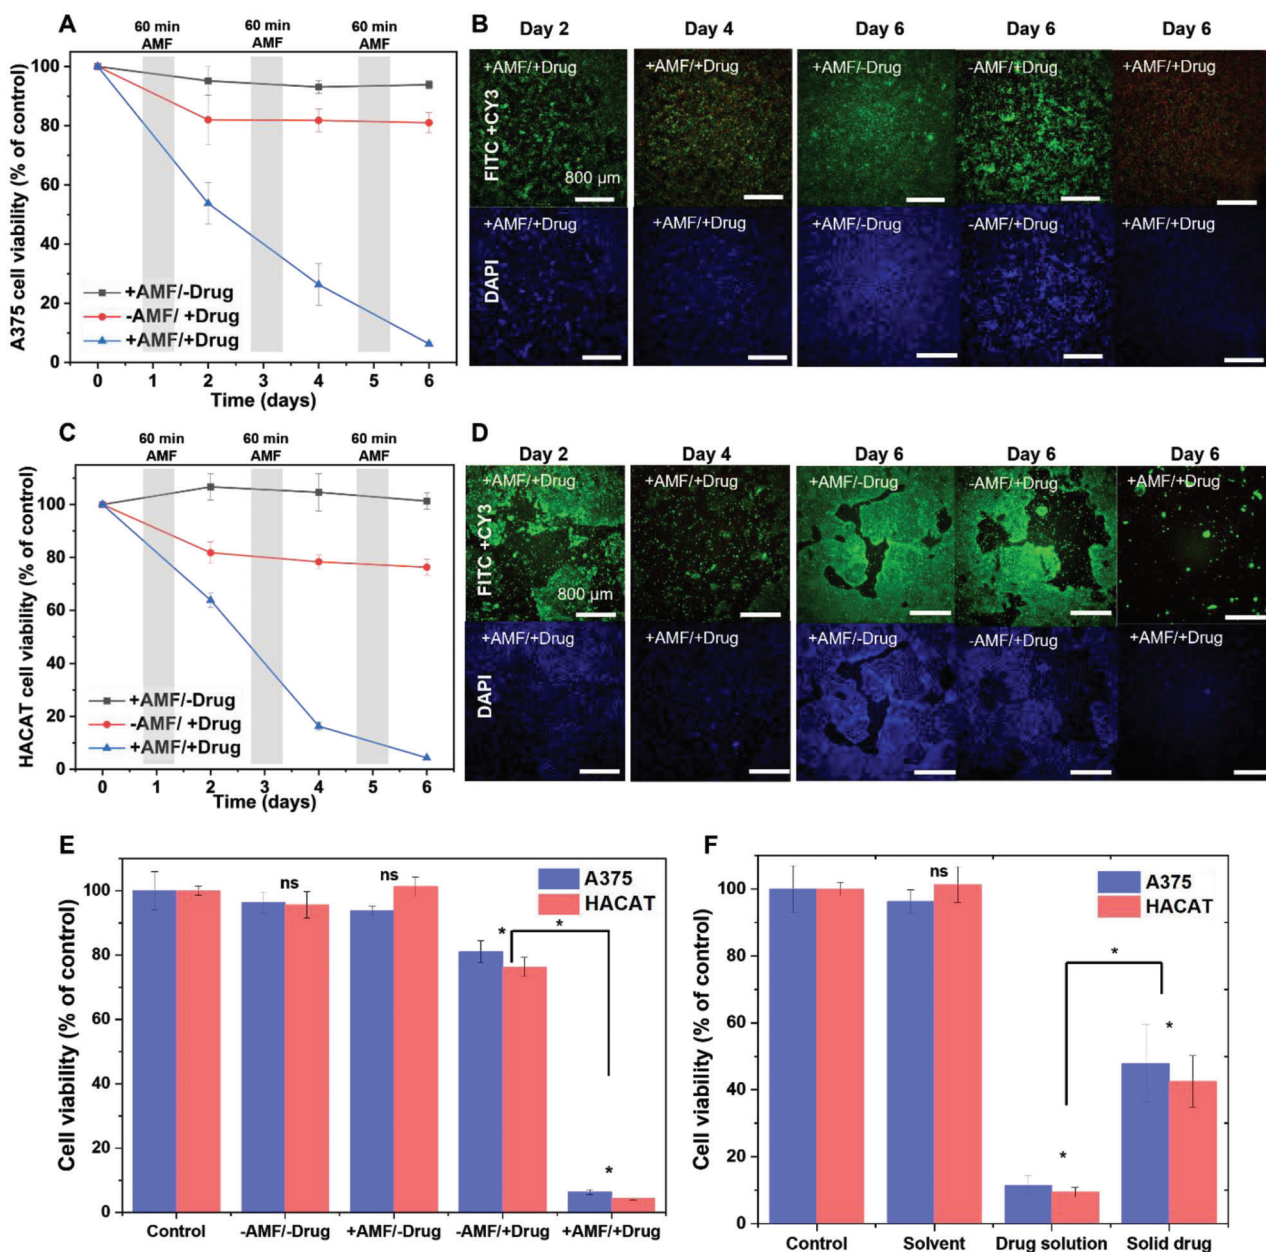 A
60 min AMF
60 min AMF
60 min AMF
A375 cell viability (% of control)
100
80
60
40
20
0
+AMF/-Drug
-AMF/ +Drug
+AMF/+Drug
0 1 2 3 4 5 6
Time (days)
B
Day 2 Day 4 Day 6 Day 6 Day 6
FITC +CY3
+AMF/+Drug +AMF/+Drug +AMF/-Drug -AMF/+Drug +AMF/+Drug
800 µm
DAPI
+AMF/+Drug +AMF/+Drug +AMF/-Drug -AMF/+Drug +AMF/+Drug
C
60 min AMF
60 min AMF
60 min AMF
HACAT cell viability (% of control)
100
80
60
40
20
0
+AMF/-Drug
-AMF/ +Drug
+AMF/+Drug
0 1 2 3 4 5 6
Time (days)
D
Day 2 Day 4 Day 6 Day 6 Day 6
FITC +CY3
+AMF/+Drug +AMF/+Drug +AMF/-Drug -AMF/+Drug +AMF/+Drug
800 µm
DAPI
+AMF/+Drug +AMF/+Drug +AMF/-Drug -AMF/+Drug +AMF/+Drug
E
Cell viability (% of control)
100
80
60
40
20
0
ns
ns
*
*
*
A375
HACAT
Control -AMF/-Drug +AMF/-Drug -AMF/+Drug +AMF/+Drug
F
Cell viability (% of control)
100
80
60
40
20
0
ns
*
*
*
A375
HACAT
Control Solvent Drug solution Solid drug